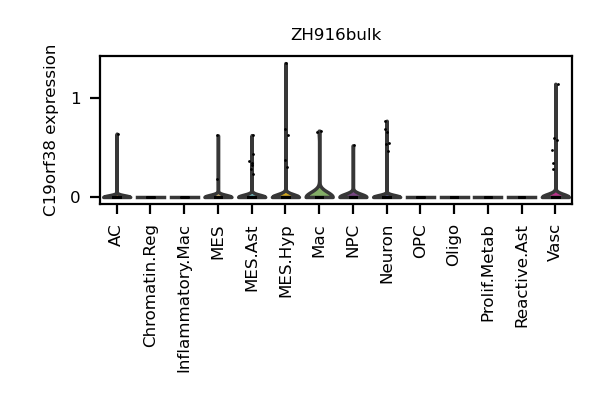 ZH916bulk
C19orf38 expression
1
0
AC
Chromatin.Reg
Inflammatory.Mac
MES
MES.Ast
MES.Hyp
Mac
NPC
Neuron
OPC
Oligo
Prolif.Metab
Reactive.Ast
Vasc